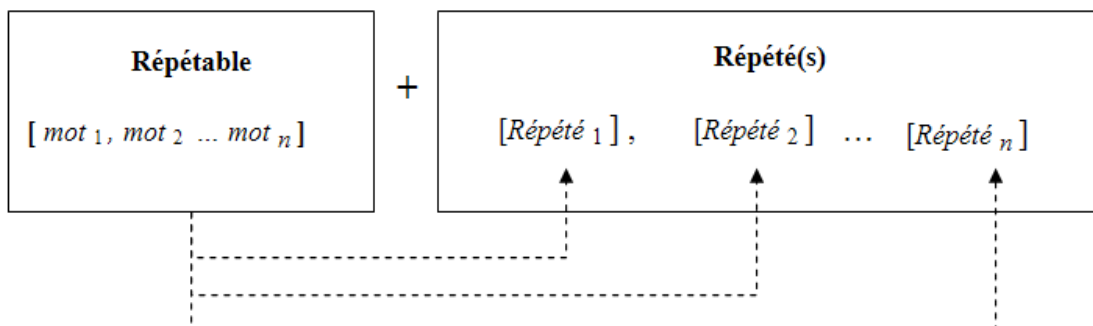 Répétable
+
Répété(s)
[ mot 1, mot 2 ... mot n ]
[Répété 1] , [Répété 2] ... [Répété n]